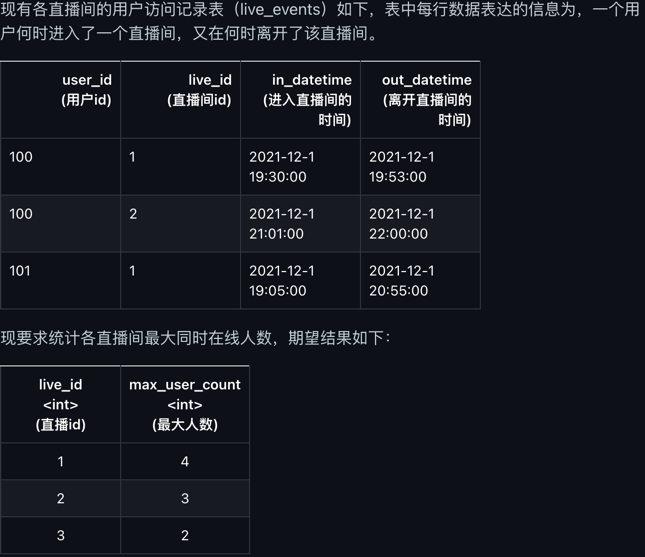 现有各直播间的用户访问记录表（live_events）如下，表中每行数据表达的信息为，一个用
户何时进入了一个直播间，又在何时离开了该直播间。
user_id live_id in_datetime out_datetime
(用户id) (直播间id) (进入直播间的 (离开直播间的
时间) 时间)
100 1 2021-12-1 2021-12-1
19:30:00 19:53:00
100 2 2021-12-1 2021-12-1
21:01:00 22:00:00
101 1 2021-12-1 2021-12-1
19:05:00 20:55:00
现要求统计各直播间最大同时在线人数，期望结果如下：
live_id max_user_count
<int> <int>
(直播id) (最大人数)
1 4
2 3
3 2